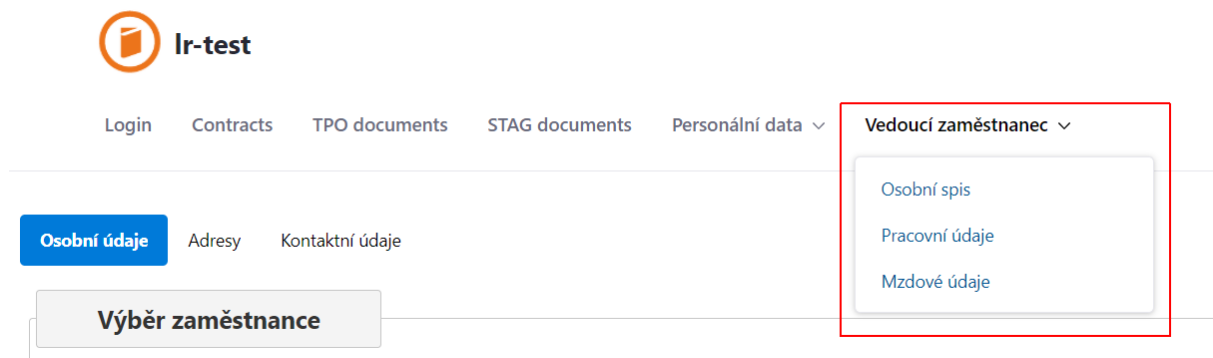 lr-test
Login Contracts TPO documents STAG documents Personální data Vedoucí zaměstnanec
Osobní spis
Pracovní údaje
Mzdové údaje
Osobní údaje Adresy Kontaktní údaje
Výběr zaměstnance